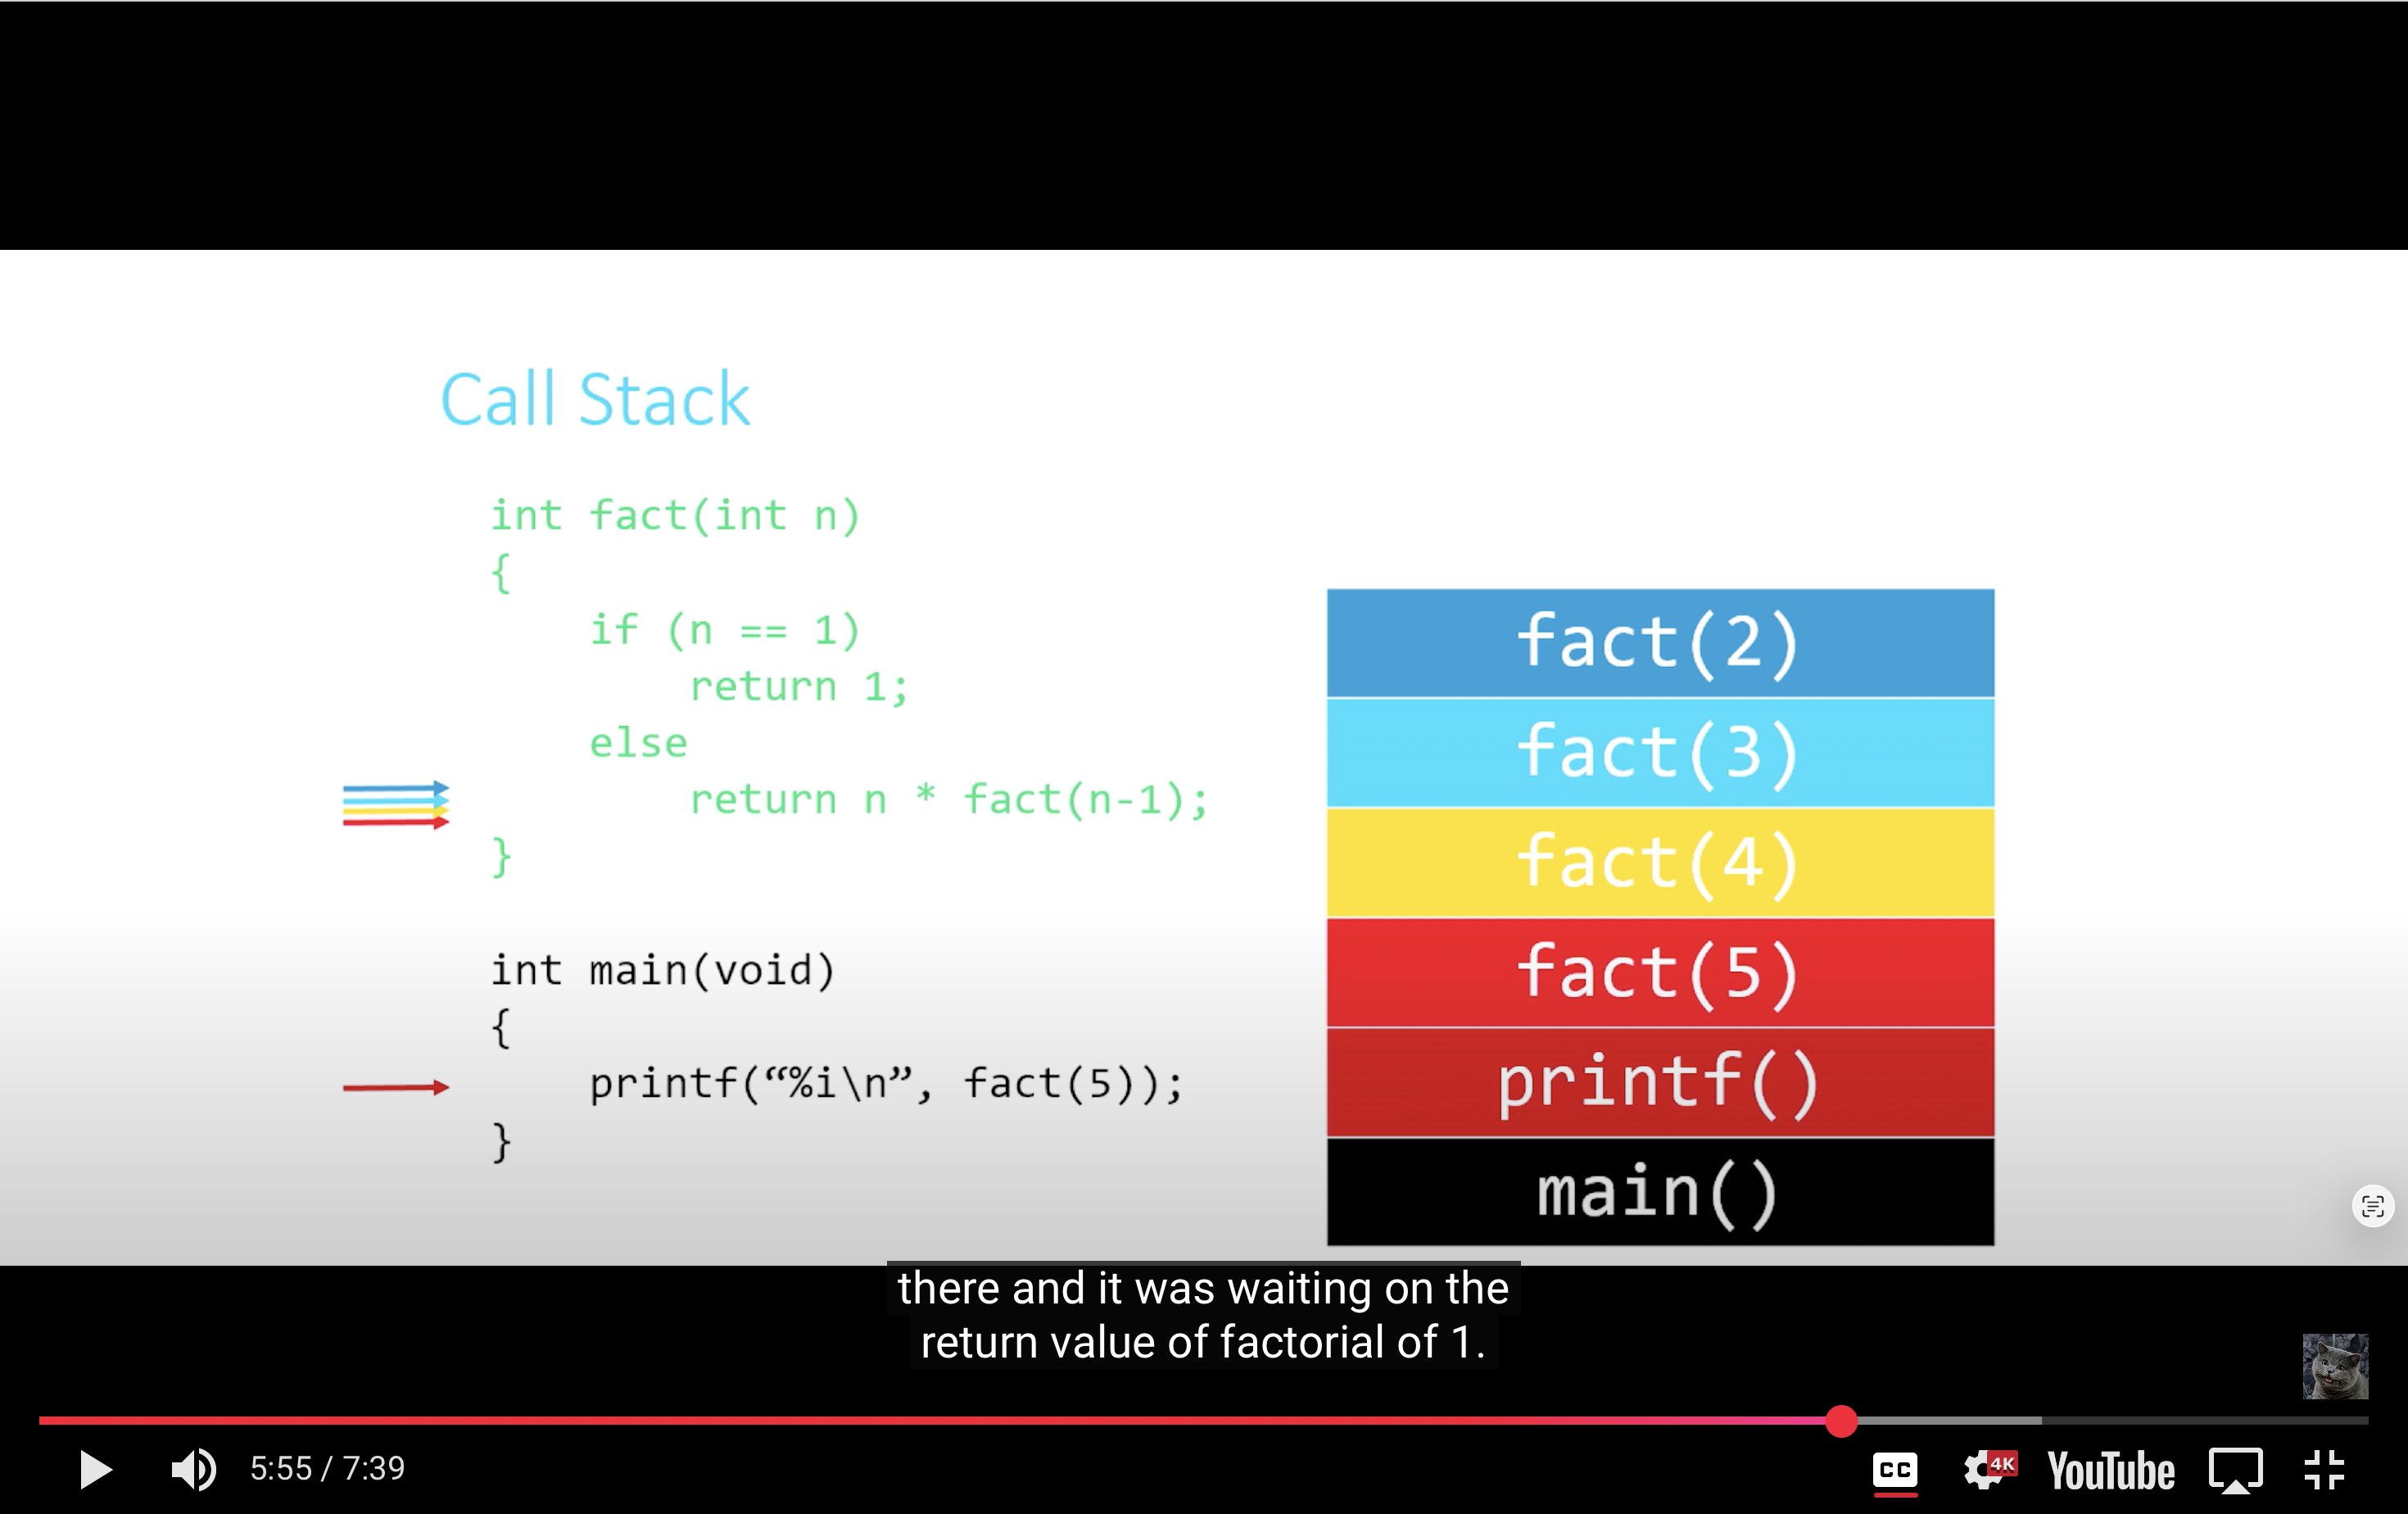 Call Stack
int fact(int n)
{
if (n == 1)
return 1;
else
return n * fact(n-1);
}
int main(void)
{
printf(“%i\n”, fact(5));
}
fact(2)
fact(3)
fact(4)
fact(5)
printf()
main()
there and it was waiting on the
return value of factorial of 1.
5:55 / 7:39
CC
4K
YouTube